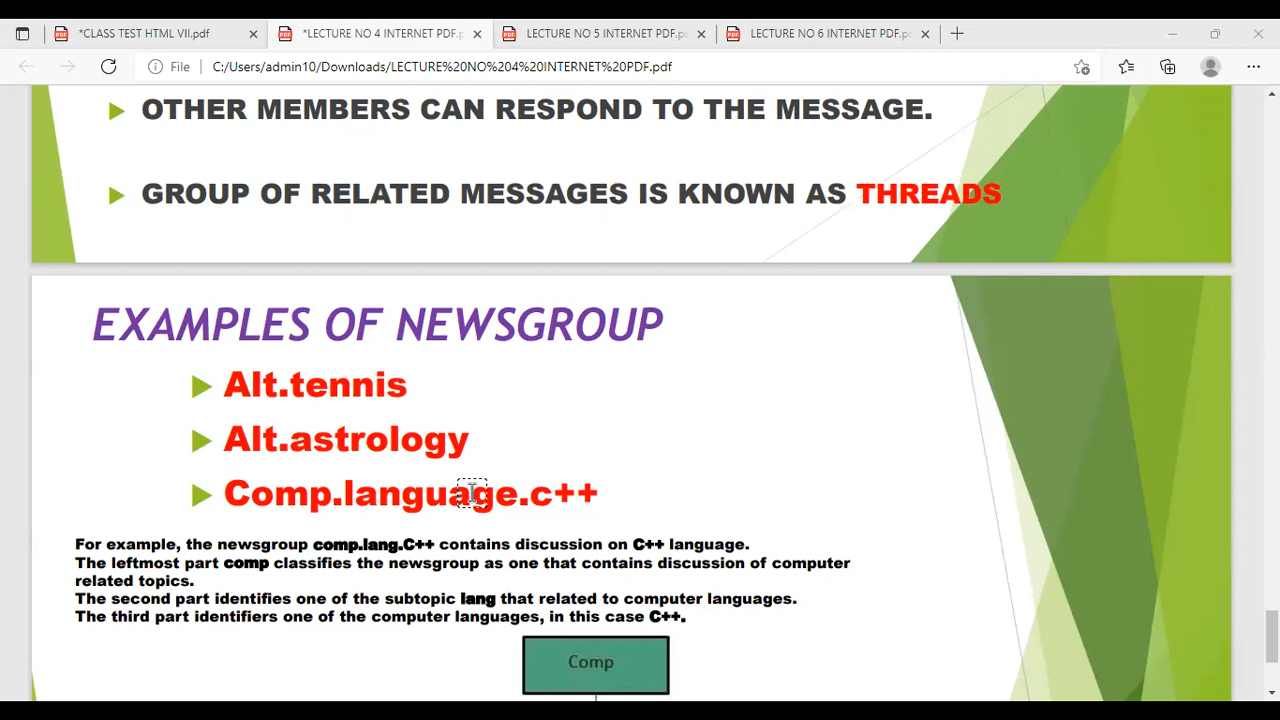 *CLASS TEST HTML VII.pdf
*LECTURE NO 4 INTERNET PDF.p
LECTURE NO 5 INTERNET PDF.pd
LECTURE NO 6 INTERNET PDF.pd
File
C:/Users/admin10/Downloads/LECTURE%20NO%204%20INTERNET%20PDF.pdf
OTHER MEMBERS CAN RESPOND TO THE MESSAGE.
GROUP OF RELATED MESSAGES IS KNOWN AS THREADS
EXAMPLES OF NEWSGROUP
Alt.tennis
Alt.astrology
Comp.language.c++
For example, the newsgroup comp.lang.C++ contains discussion on C++ language.
The leftmost part comp classifies the newsgroup as one that contains discussion of computer
related topics.
The second part identifies one of the subtopic lang that related to computer languages.
The third part identifiers one of the computer languages, in this case C++.
Comp